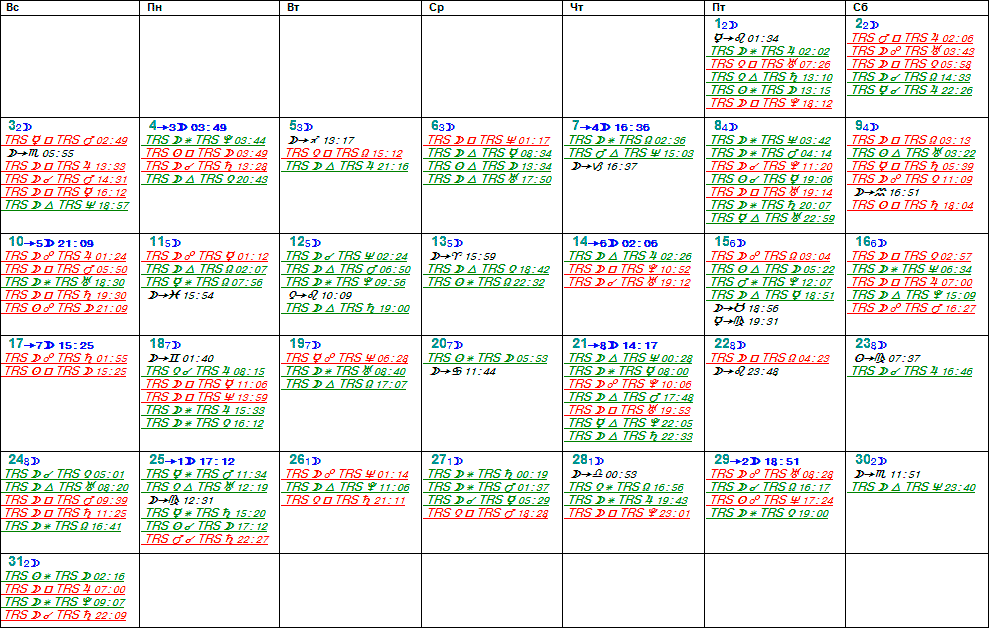 Вс Пн Вт Ср Чт Пт Сб
1 2☽
☿→♌ 01:34
TRS ☽ ⚹ TRS ♃ 02:02
TRS ♀ □ TRS ♅ 07:26
TRS ♀ △ TRS ♄ 13:10
TRS ☉ ⚹ TRS ☽ 13:15
TRS ☽ □ TRS ♆ 18:12
2 2☽
TRS ♂ □ TRS ♃ 02:06
TRS ☽ ☍ TRS ♅ 03:43
TRS ☽ □ TRS ♀ 05:58
TRS ☽ ☌ TRS ☊ 14:33
TRS ☿ ☌ TRS ♃ 22:26
3 2☽
TRS ☿ □ TRS ♂ 02:49
☽→♏ 05:55
TRS ☽ □ TRS ♃ 13:33
TRS ☽ ☌ TRS ♂ 14:31
TRS ☽ □ TRS ☿ 16:12
TRS ☽ △ TRS ♆ 18:57
4→3☽ 03:49
TRS ☽ ⚹ TRS ♇ 03:44
TRS ☉ □ TRS ☽ 03:49
TRS ☽ ☌ TRS ♄ 13:28
TRS ☽ △ TRS ♀ 20:43
5 3☽
☽→♐ 13:17
TRS ♀ □ TRS ☊ 15:12
TRS ☽ △ TRS ♃ 21:16
6 3☽
TRS ☽ □ TRS ♆ 01:17
TRS ☽ △ TRS ☿ 08:34
TRS ☉ △ TRS ☽ 13:34
TRS ☽ △ TRS ♅ 17:50
7→4☽ 16:36
TRS ☽ ⚹ TRS ☊ 02:36
TRS ♂ △ TRS ♆ 15:03
☽→♑ 16:37
8 4☽
TRS ☽ ⚹ TRS ♆ 03:42
TRS ☽ ⚹ TRS ♂ 04:14
TRS ☽ ☌ TRS ♇ 11:20
TRS ☉ ☌ TRS ☿ 19:06
TRS ☽ □ TRS ♅ 19:14
TRS ☽ ⚹ TRS ♄ 20:07
TRS ☿ △ TRS ♅ 22:59
9 4☽
TRS ☽ □ TRS ☊ 03:13
TRS ☉ △ TRS ♅ 03:22
TRS ☿ □ TRS ♄ 05:39
TRS ☽ ☍ TRS ♀ 11:09
☽→♒ 16:51
TRS ☉ □ TRS ♄ 18:04
10→5☽ 21:09
TRS ☽ ☍ TRS ♃ 01:24
TRS ☽ □ TRS ♂ 05:50
TRS ☽ ⚹ TRS ♅ 18:30
TRS ☽ □ TRS ♄ 19:30
TRS ☉ ☍ TRS ☽ 21:09
11 5☽
TRS ☽ ☍ TRS ☿ 01:12
TRS ☽ △ TRS ☊ 02:07
TRS ☿ ⚹ TRS ☊ 07:56
☽→♓ 15:54
12 5☽
TRS ☽ ☌ TRS ♆ 02:24
TRS ☽ △ TRS ♂ 06:50
TRS ☽ ⚹ TRS ♇ 09:56
♀→♌ 10:09
TRS ☽ △ TRS ♄ 19:00
13 5☽
☽→♈ 15:59
TRS ☽ △ TRS ♀ 18:42
TRS ☉ ⚹ TRS ☊ 22:32
14→6☽ 02:06
TRS ☽ △ TRS ♃ 02:26
TRS ☽ □ TRS ♇ 10:52
TRS ☽ ☌ TRS ♅ 19:12
15 6☽
TRS ☽ ☍ TRS ☊ 03:04
TRS ☉ △ TRS ☽ 05:22
TRS ♂ ⚹ TRS ♇ 12:07
TRS ☽ △ TRS ☿ 18:51
☽→♉ 18:56
☿→♍ 19:31
16 6☽
TRS ☽ □ TRS ♀ 02:57
TRS ☽ ⚹ TRS ♆ 06:34
TRS ☽ □ TRS ♃ 07:00
TRS ☽ △ TRS ♇ 15:09
TRS ☽ ☍ TRS ♂ 16:27
17→7☽ 15:25
TRS ☽ ☍ TRS ♄ 01:55
TRS ☉ □ TRS ☽ 15:25
18 7☽
☽→♊ 01:40
TRS ♀ ☌ TRS ♃ 08:15
TRS ☽ □ TRS ☿ 11:06
TRS ☽ □ TRS ♆ 13:59
TRS ☽ ⚹ TRS ♃ 15:33
TRS ☽ ⚹ TRS ♀ 16:12
19 7☽
TRS ☿ ☍ TRS ♆ 06:28
TRS ☽ ⚹ TRS ♅ 08:40
TRS ☽ △ TRS ☊ 17:07
20 7☽
TRS ☉ ⚹ TRS ☽ 05:53
☽→♋ 11:44
21→8☽ 14:17
TRS ☽ △ TRS ♆ 00:28
TRS ☽ ⚹ TRS ☿ 08:00
TRS ☽ ☍ TRS ♇ 10:06
TRS ☽ △ TRS ♂ 17:48
TRS ☽ □ TRS ♅ 19:53
TRS ☿ △ TRS ♇ 22:05
TRS ☽ △ TRS ♄ 22:33
22 8☽
TRS ☽ □ TRS ☊ 04:23
☽→♌ 23:48
23 8☽
☉→♍ 07:37
TRS ☽ ☌ TRS ♃ 16:46
24 8☽
TRS ☽ ☌ TRS ♀ 05:01
TRS ☽ △ TRS ♅ 08:20
TRS ☽ □ TRS ♂ 09:39
TRS ☽ □ TRS ♄ 11:25
TRS ☽ ⚹ TRS ☊ 16:41
25→1☽ 17:12
TRS ☿ ⚹ TRS ♂ 11:34
TRS ♀ △ TRS ♅ 12:19
☽→♍ 12:31
TRS ☿ ⚹ TRS ♄ 15:20
TRS ☉ ☌ TRS ☽ 17:12
TRS ♂ ☌ TRS ♄ 22:27
26 1☽
TRS ☽ ☍ TRS ♆ 01:14
TRS ☽ △ TRS ♇ 11:06
TRS ♀ □ TRS ♄ 21:11
27 1☽
TRS ☽ ⚹ TRS ♄ 00:19
TRS ☽ ⚹ TRS ♂ 01:37
TRS ☽ ☌ TRS ☿ 05:29
TRS ♀ □ TRS ♂ 18:28
28 1☽
☽→♎ 00:53
TRS ♀ ⚹ TRS ☊ 16:56
TRS ☽ ⚹ TRS ♃ 19:43
TRS ☽ □ TRS ♇ 23:01
29→2☽ 18:51
TRS ☽ ☍ TRS ♅ 08:28
TRS ☽ ☌ TRS ☊ 16:17
TRS ☉ ☍ TRS ♆ 17:24
TRS ☽ ⚹ TRS ♀ 19:00
30 2☽
☽→♏ 11:51
TRS ☽ △ TRS ♆ 23:40
31 2☽
TRS ☉ ⚹ TRS ☽ 02:16
TRS ☽ □ TRS ♃ 07:00
TRS ☽ ⚹ TRS ♇ 09:07
TRS ☽ ☌ TRS ♄ 22:09